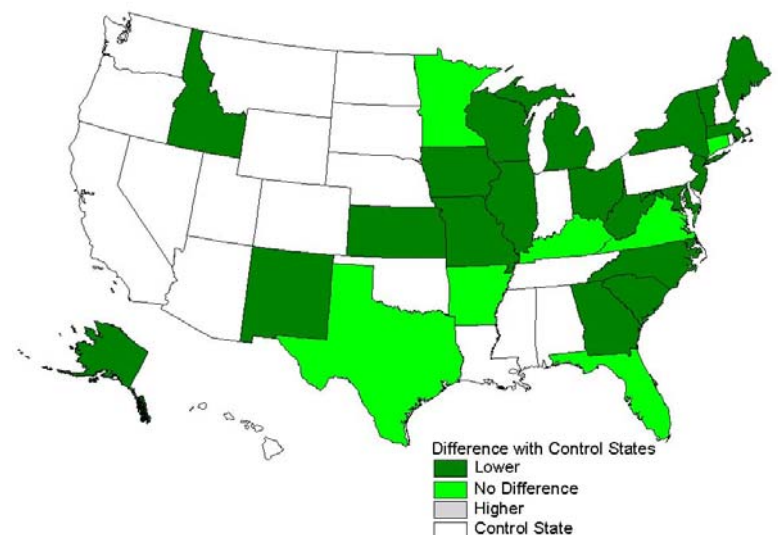 Difference with Control States
Lower
No Difference
Higher
Control State